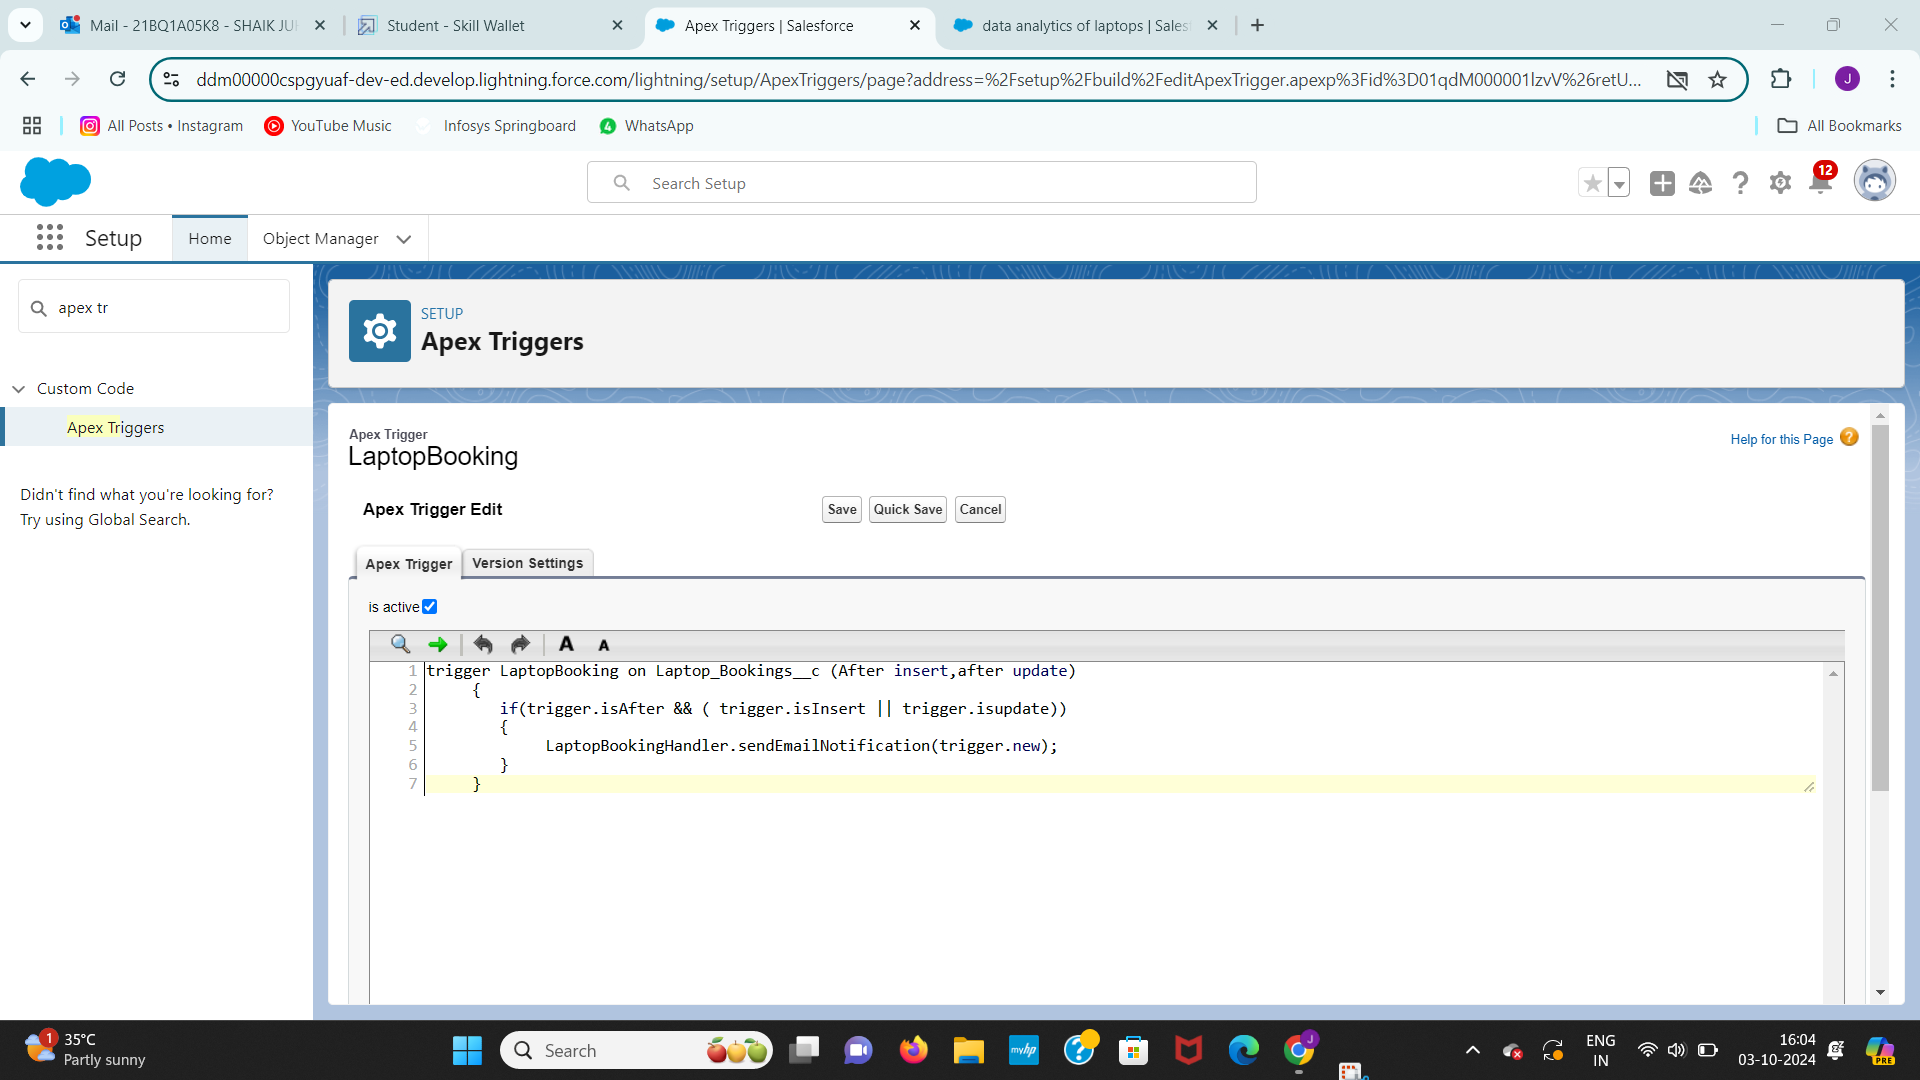 Mail - 21BQ1A05K8 - SHAIK JU
Student - Skill Wallet
Apex Triggers | Salesforce
data analytics of laptops | Sales
ddm00000cspgyuaf-dev-ed.develop.lightning.force.com/lightning/setup/ApexTriggers/page?address=%2Fsetup%2Fbuild%2FeditApexTrigger.apexp%3Fid%3D01qdM000001lzvV%26retU...
J
All Posts • Instagram
YouTube Music
Infosys Springboard
4
WhatsApp
All Bookmarks
Search Setup
12
Setup
Home
Object Manager
apex tr
SETUP
Apex Triggers
Custom Code
Apex Triggers
Didn't find what you're looking for?
Try using Global Search.
Apex Trigger
LaptopBooking
Help for this Page
Apex Trigger Edit
Save
Quick Save
Cancel
Apex Trigger
Version Settings
is active
A A
1 trigger LaptopBooking on Laptop_Bookings__c (After insert,after update)
2 {
3 if(trigger.isAfter && ( trigger.isInsert || trigger.isupdate))
4 {
5 LaptopBookingHandler.sendEmailNotification(trigger.new);
6 }
7 }
1
35°C
Partly sunny
Search
myhp
J
ENG
IN
16:04
03-10-2024
PRE